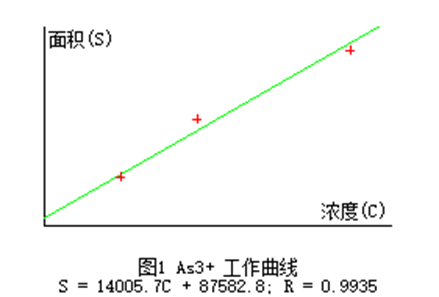 面积(S)
浓度(C)
图1 As3+ 工作曲线
S = 14005.7C + 87582.8; R = 0.9935